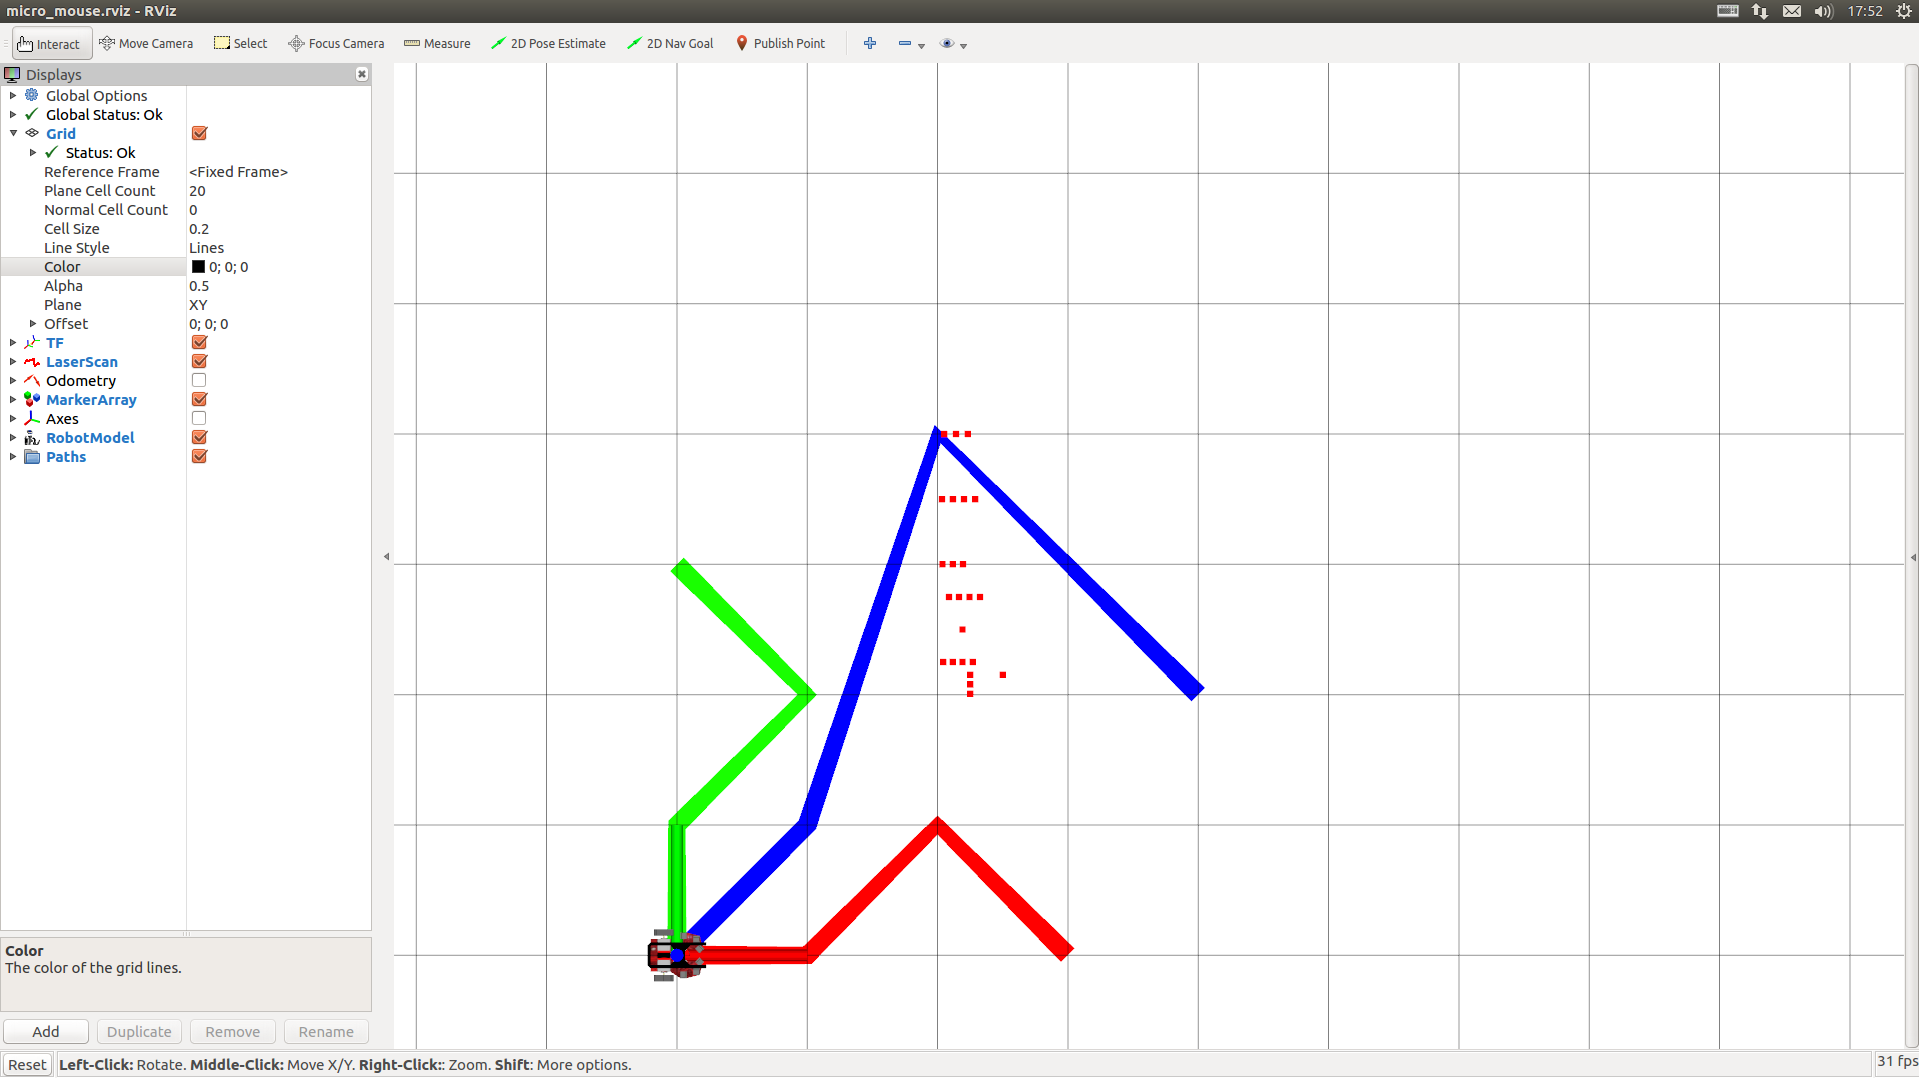 micro_mouse.rviz - RViz
17:52
Interact Move Camera Select Focus Camera Measure 2D Pose Estimate 2D Nav Goal Publish Point
Displays
Global Options
Global Status: Ok
Grid
Status: Ok
Reference Frame <Fixed Frame>
Plane Cell Count 20
Normal Cell Count 0
Cell Size 0.2
Line Style Lines
Color 0; 0; 0
Alpha 0.5
Plane XY
Offset 0; 0; 0
TF
LaserScan
Odometry
MarkerArray
Axes
RobotModel
Paths
Color
The color of the grid lines.
Add Duplicate Remove Rename
Reset Left-Click: Rotate. Middle-Click: Move X/Y. Right-Click:: Zoom. Shift: More options. 31 fps